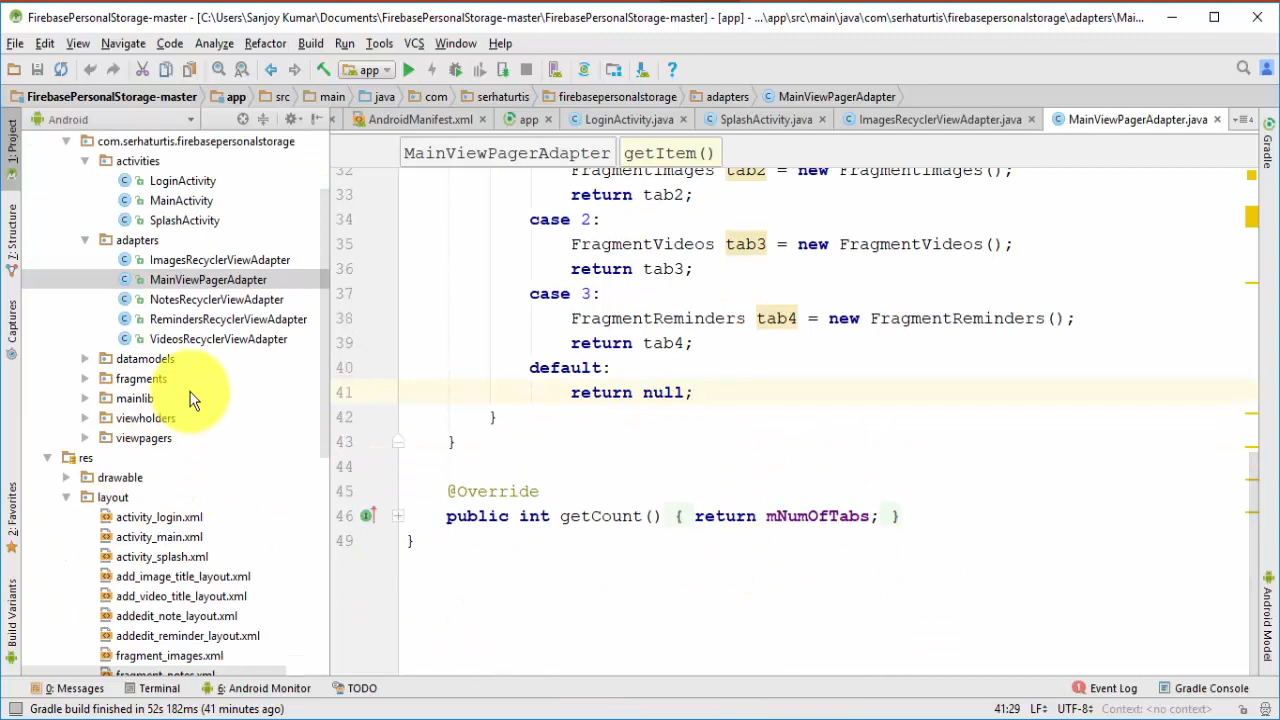 FirebasePersonalStorage-master - [C:\Users\Sanjoy Kumar\Documents\FirebasePersonalStorage-master\FirebasePersonalStorage-master] - [app] - ...\app\src\main\java\com\serhaturtis\firebasepersonalstorage\adapters\Mai...
File Edit View Navigate Code Analyze Refactor Build Run Tools VCS Window Help
app
FirebasePersonalStorage-master app src main java com serhaturtis firebasepersonalstorage adapters MainViewPagerAdapter
Android
AndroidManifest.xml app LoginActivity.java SplashActivity.java ImagesRecyclerViewAdapter.java MainViewPagerAdapter.java
MainViewPagerAdapter getItem()
1: Project
Z: Structure
Captures
2: Favorites
Build Variants
com.serhaturtis.firebasepersonalstorage
activities
LoginActivity
MainActivity
SplashActivity
adapters
ImagesRecyclerViewAdapter
MainViewPagerAdapter
NotesRecyclerViewAdapter
RemindersRecyclerViewAdapter
VideosRecyclerViewAdapter
datamodels
fragments
mainlib
viewholders
viewpagers
res
drawable
layout
activity_login.xml
activity_main.xml
activity_splash.xml
add_image_title_layout.xml
add_video_title_layout.xml
addedit_note_layout.xml
addedit_reminder_layout.xml
fragment_images.xml
fragment_notes.xml
32 FragmentImages tab2 = new FragmentImages();
33 return tab2;
34 case 2:
35 FragmentVideos tab3 = new FragmentVideos();
36 return tab3;
37 case 3:
38 FragmentReminders tab4 = new FragmentReminders();
39 return tab4;
40 default:
41 return null;
42 }
43 }
44
45 @Override
46 public int getCount() { return mNumOfTabs; }
49 }
Gradle
Android Model
0: Messages Terminal 6: Android Monitor TODO Event Log Gradle Console
Gradle build finished in 52s 182ms (41 minutes ago) 41:29 LF÷ UTF-8÷ Context: <no context>